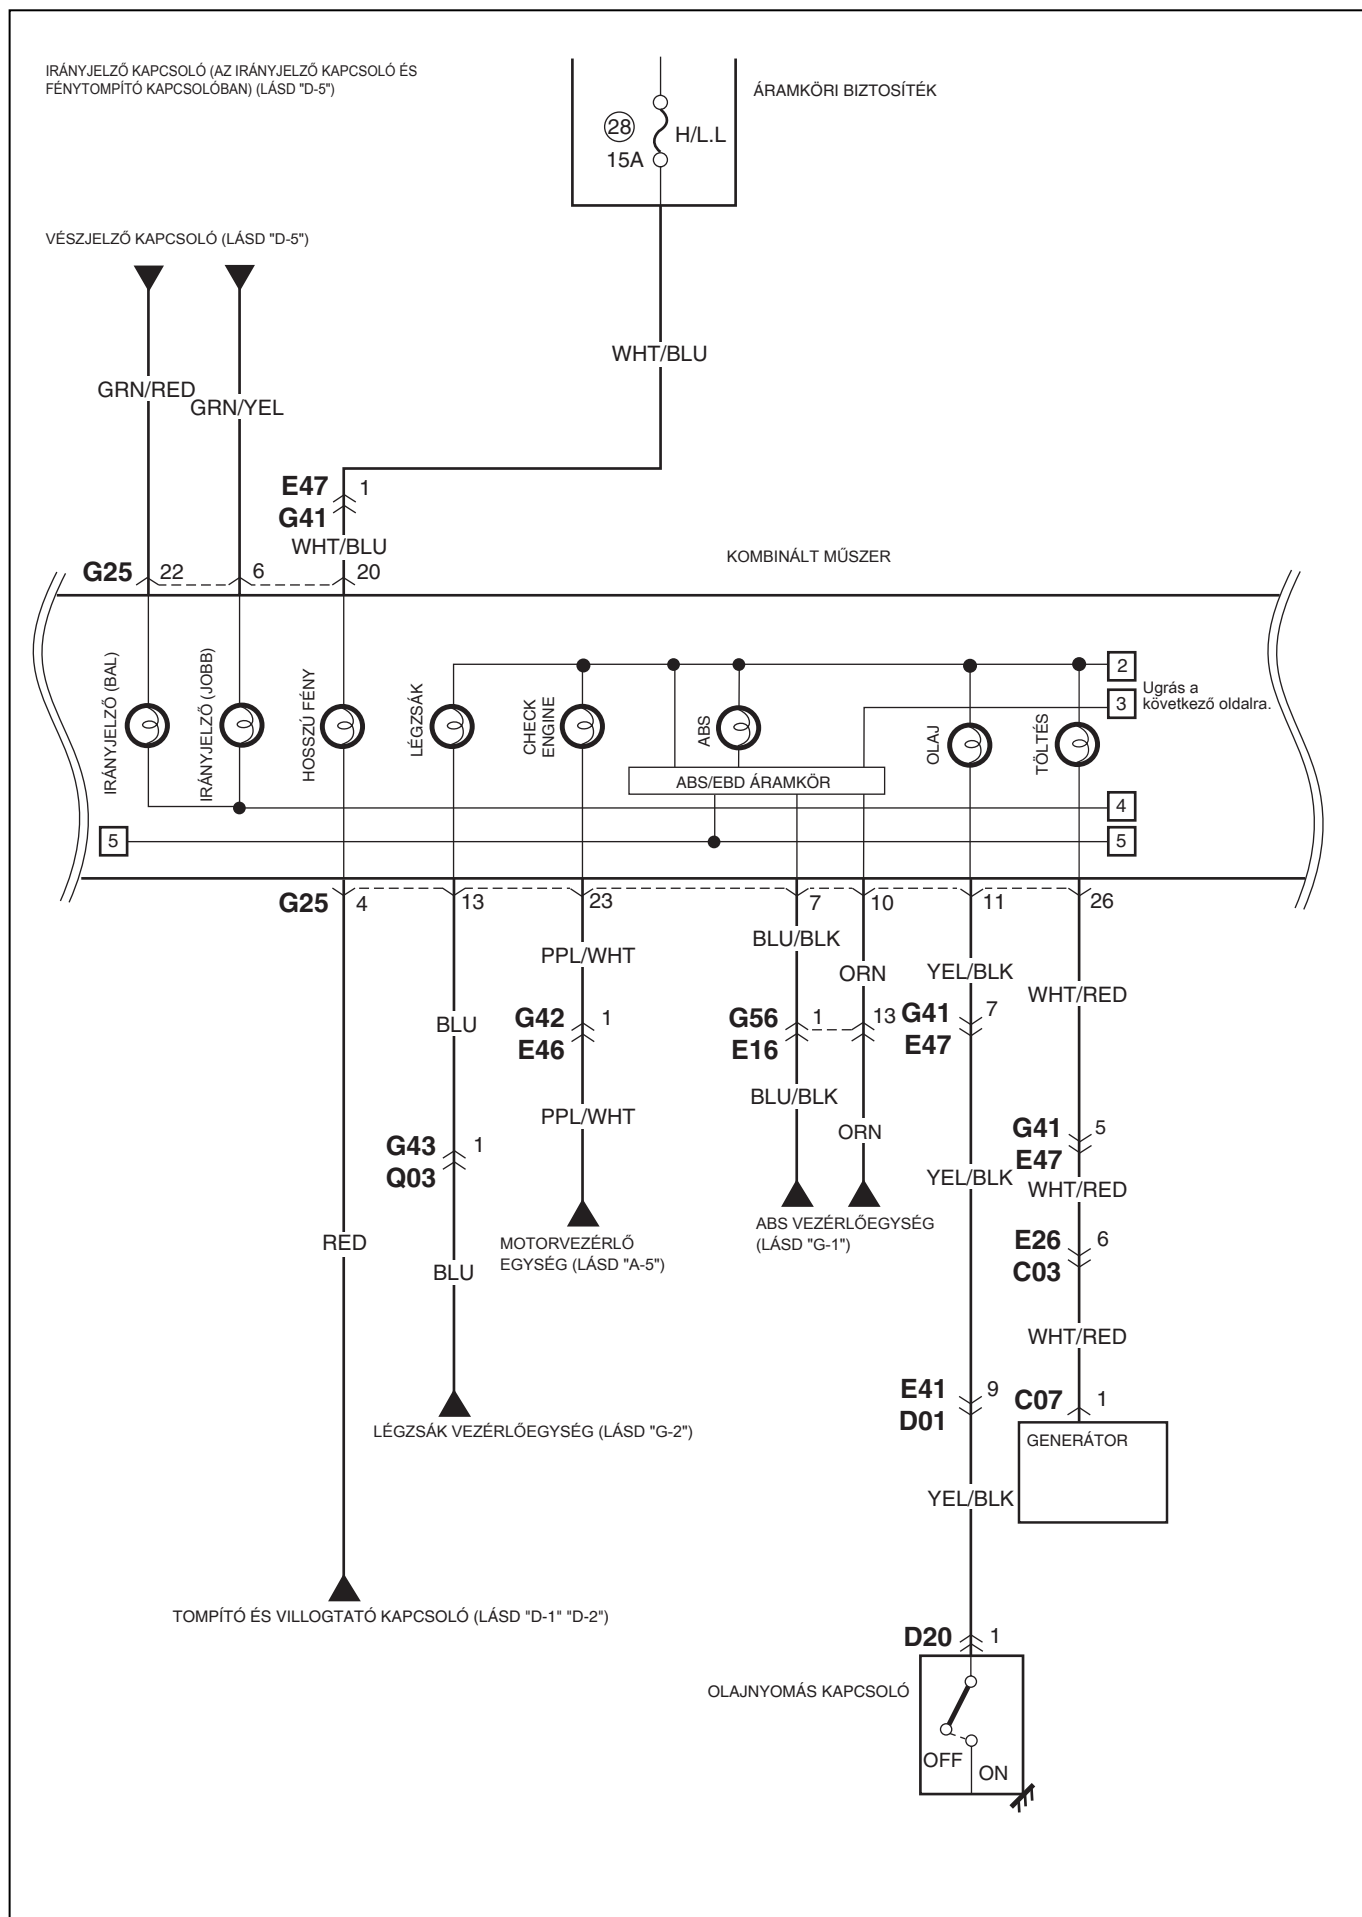 IRÁNYJELZŐ KAPCSOLÓ (AZ IRÁNYJELZŐ KAPCSOLÓ ÉS
FÉNYTOMPÍTÓ KAPCSOLÓBAN) (LÁSD "D-5")
ÁRAMKÖRI BIZTOSÍTÉK
28
H/L.L
15A
VÉSZJELZŐ KAPCSOLÓ (LÁSD "D-5")
WHT/BLU
GRN/RED
GRN/YEL
E47 1
G41
WHT/BLU
KOMBINÁLT MŰSZER
G25 22 6 20
IRÁNYJELZŐ (BAL)
IRÁNYJELZŐ (JOBB)
HOSSZÚ FÉNY
LÉGZSÁK
CHECK
ENGINE
ABS
OLAJ
TÖLTÉS
2
3
Ugrás a
következő oldalra.
ABS/EBD ÁRAMKÖR
4
5 5
G25 4 13 23 7 10 11 26
BLU/BLK
PPL/WHT
ORN
YEL/BLK
WHT/RED
BLU
G42 1
E46
G56 1 13
E16
G41 7
E47
BLU/BLK
PPL/WHT
ORN
G41 5
E47
G43 1
Q03
YEL/BLK
WHT/RED
RED
BLU
MOTORVEZÉRLŐ
EGYSÉG (LÁSD "A-5")
ABS VEZÉRLŐEGYSÉG
(LÁSD "G-1")
E26 6
C03
WHT/RED
E41 9
D01
C07 1
GENERÁTOR
LÉGZSÁK VEZÉRLŐEGYSÉG (LÁSD "G-2")
YEL/BLK
TOMPÍTÓ ÉS VILLOGTATÓ KAPCSOLÓ (LÁSD "D-1" "D-2")
D20 1
OLAJNYOMÁS KAPCSOLÓ
OFF
ON